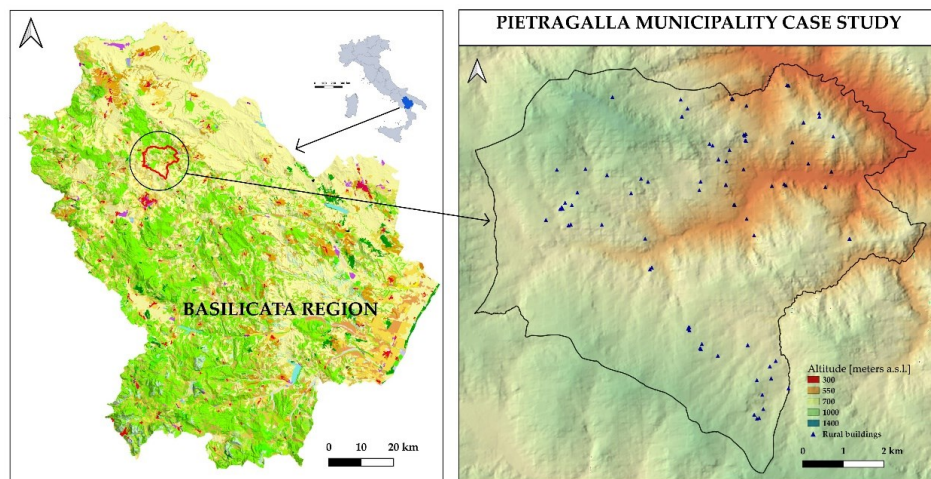 BASILICATA REGION
0 10 20 km
PIETRAGALLA MUNICIPALITY CASE STUDY
Altitude [meters a.s.l.]
300
550
700
1000
1400
Rural buildings
0 1 2 km